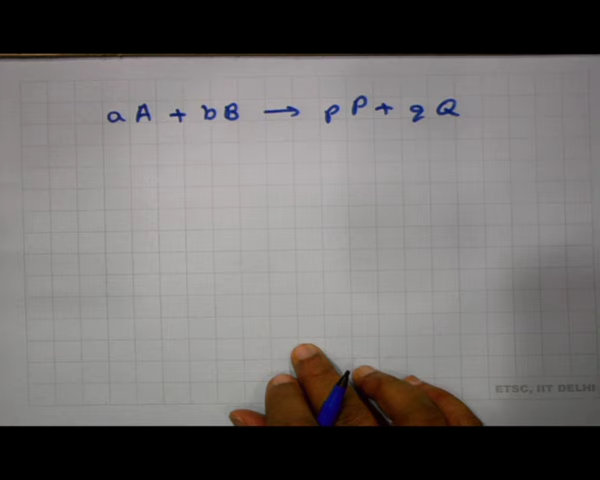 aA + bB → pP + qQ
ETSC, IIT DELHI